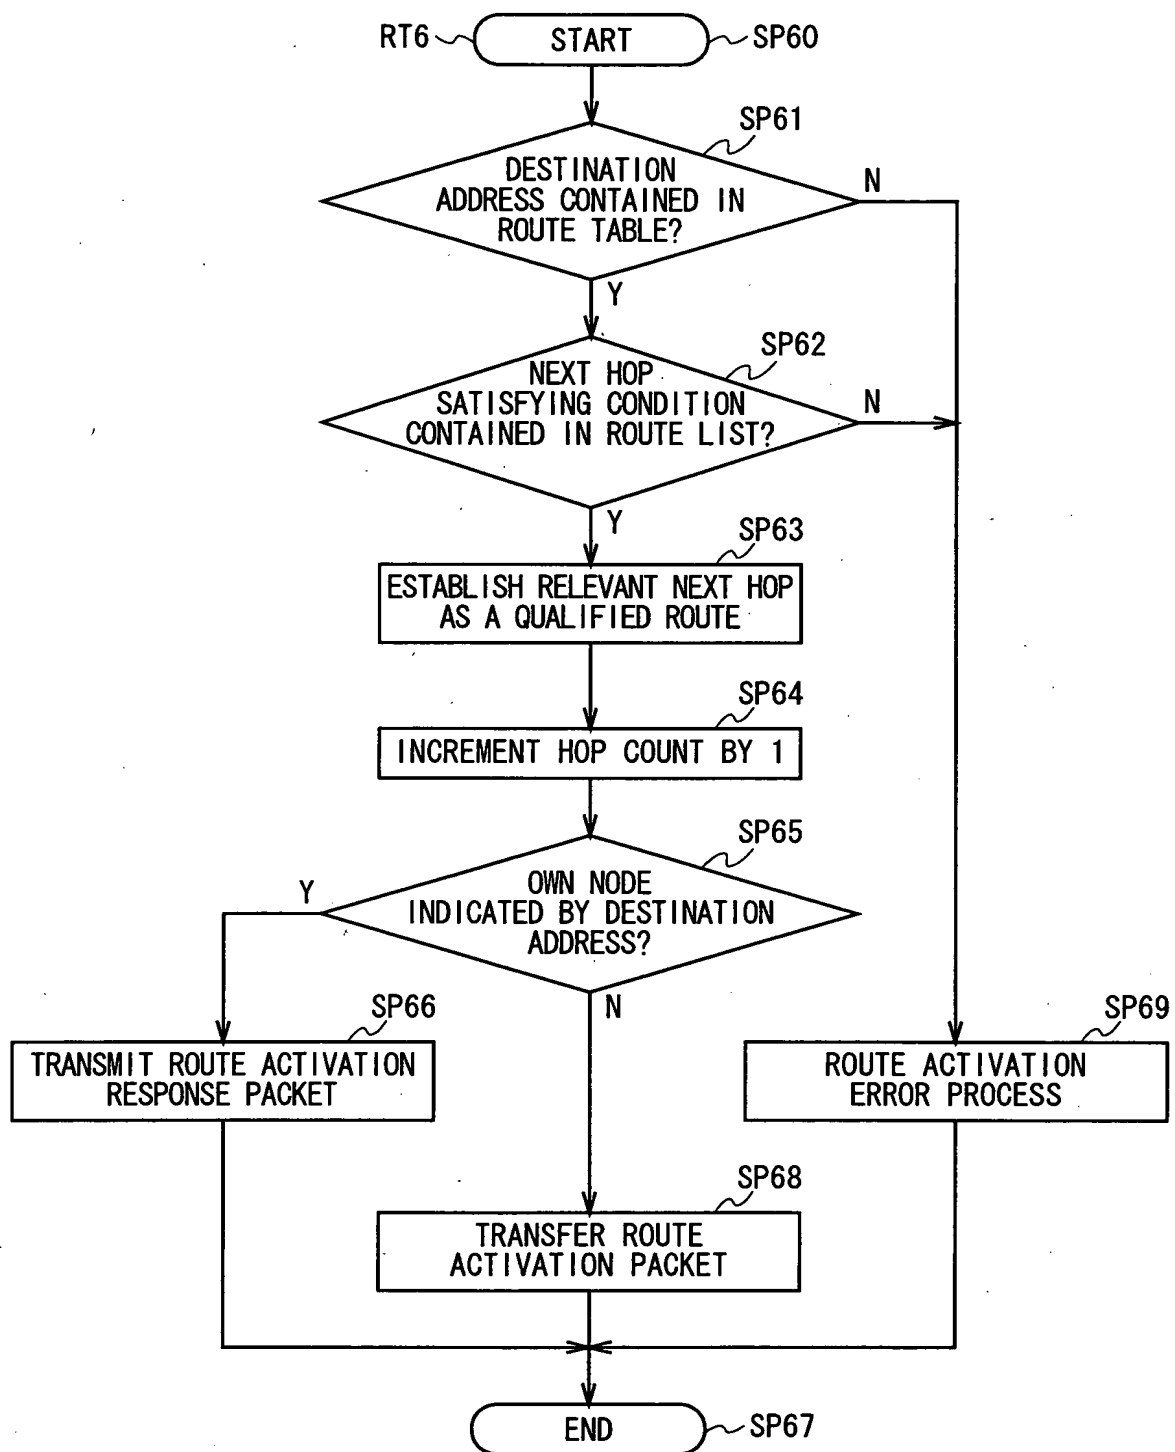 RT6
START
SP60
SP61
DESTINATION
ADDRESS CONTAINED IN
ROUTE TABLE?
N
Y
SP62
NEXT HOP
SATISFYING CONDITION
CONTAINED IN ROUTE LIST?
N
Y
SP63
ESTABLISH RELEVANT NEXT HOP
AS A QUALIFIED ROUTE
SP64
INCREMENT HOP COUNT BY 1
SP65
OWN NODE
INDICATED BY DESTINATION
ADDRESS?
Y
N
SP66
TRANSMIT ROUTE ACTIVATION
RESPONSE PACKET
SP69
ROUTE ACTIVATION
ERROR PROCESS
SP68
TRANSFER ROUTE
ACTIVATION PACKET
END
SP67